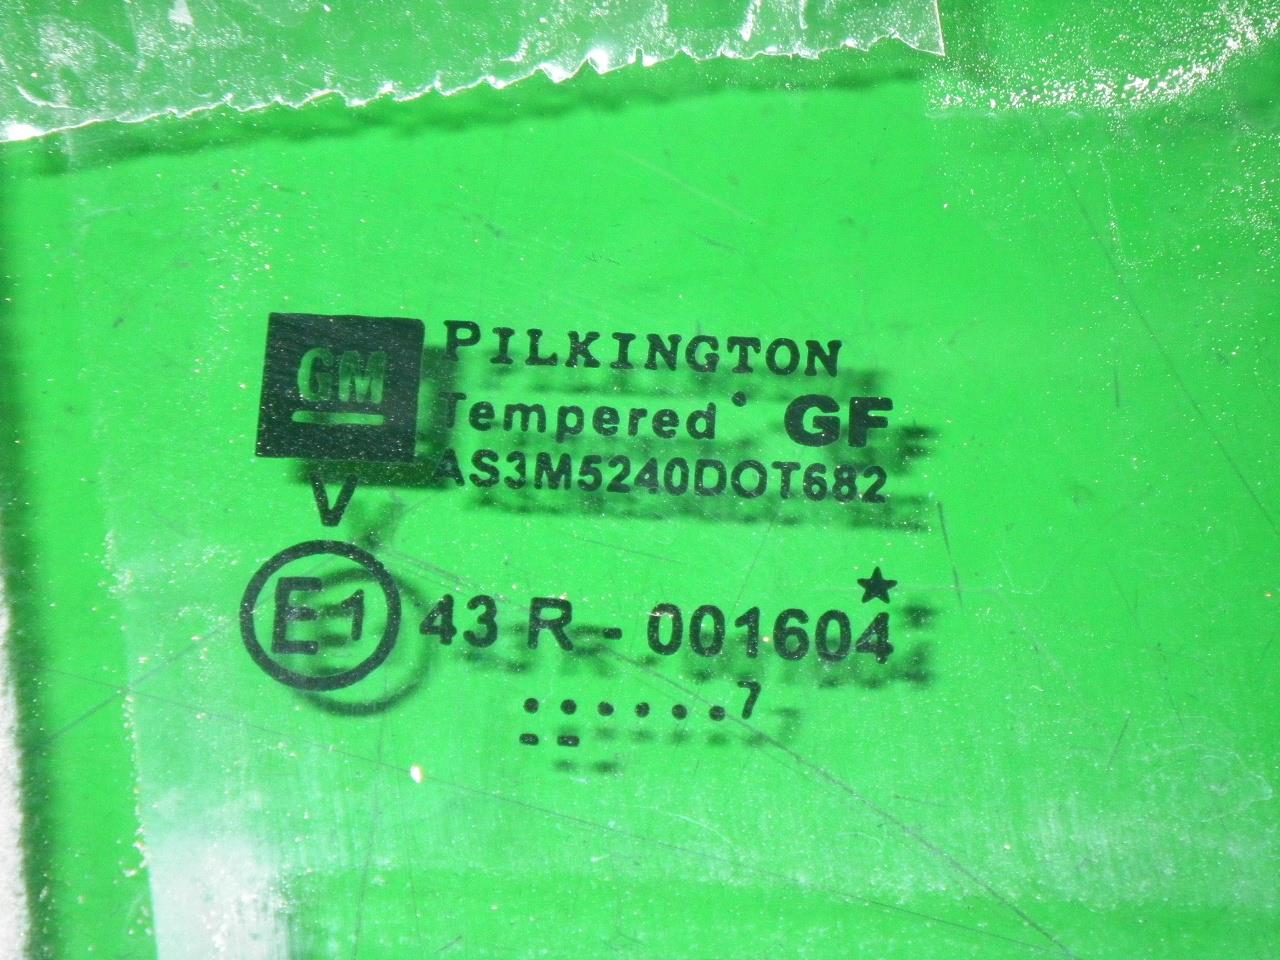 GM
PILKINGTON
Tempered GF
AS3M5240DOT682
V
E1 43 R - 001604
......7